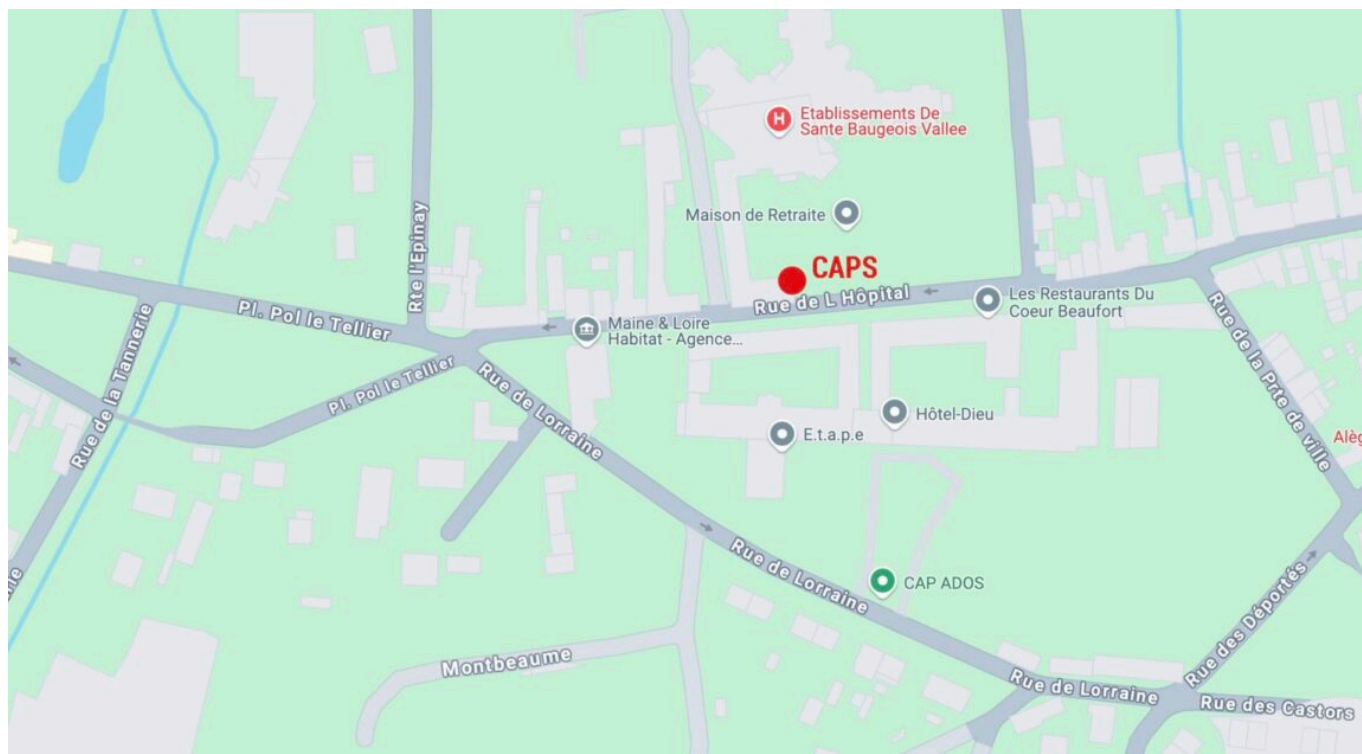 H
Etablissements De
Sante Baugeois Vallee
Maison de Retraite
Rte l'Epinay
CAPS
Rue de L Hôpital
Les Restaurants Du
Coeur Beaufort
Maine & Loire
Habitat - Agence...
Pl. Pol le Tellier
Pl. Pol le Tellier
Rue de la Tannerie
Rue de Lorraine
Rue de la Prte de ville
Hôtel-Dieu
E.t.a.p.e
Alèg
Rue de Lorraine
CAP ADOS
Rue des Déportés
Montbeaume
Rue de Lorraine
Rue des Castors